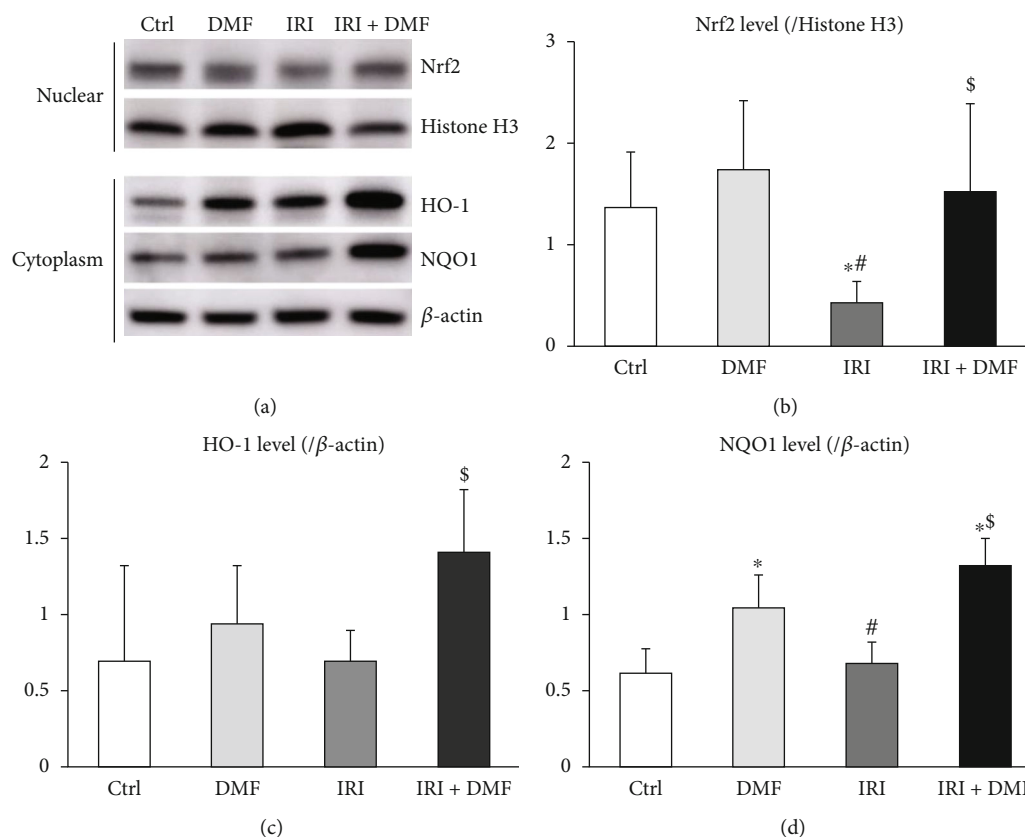 Ctrl DMF IRI IRI + DMF
Nuclear
Nrf2
Histone H3
Cytoplasm
HO-1
NQO1
β-actin
(a)
Nrf2 level (/Histone H3)
3
2
1
0
*#
$
Ctrl DMF IRI IRI + DMF
(b)
HO-1 level (/β-actin)
2
1.5
1
0.5
0
$
Ctrl DMF IRI IRI + DMF
(c)
NQO1 level (/β-actin)
2
1.5
1
0.5
0
*
#
*$
Ctrl DMF IRI IRI + DMF
(d)